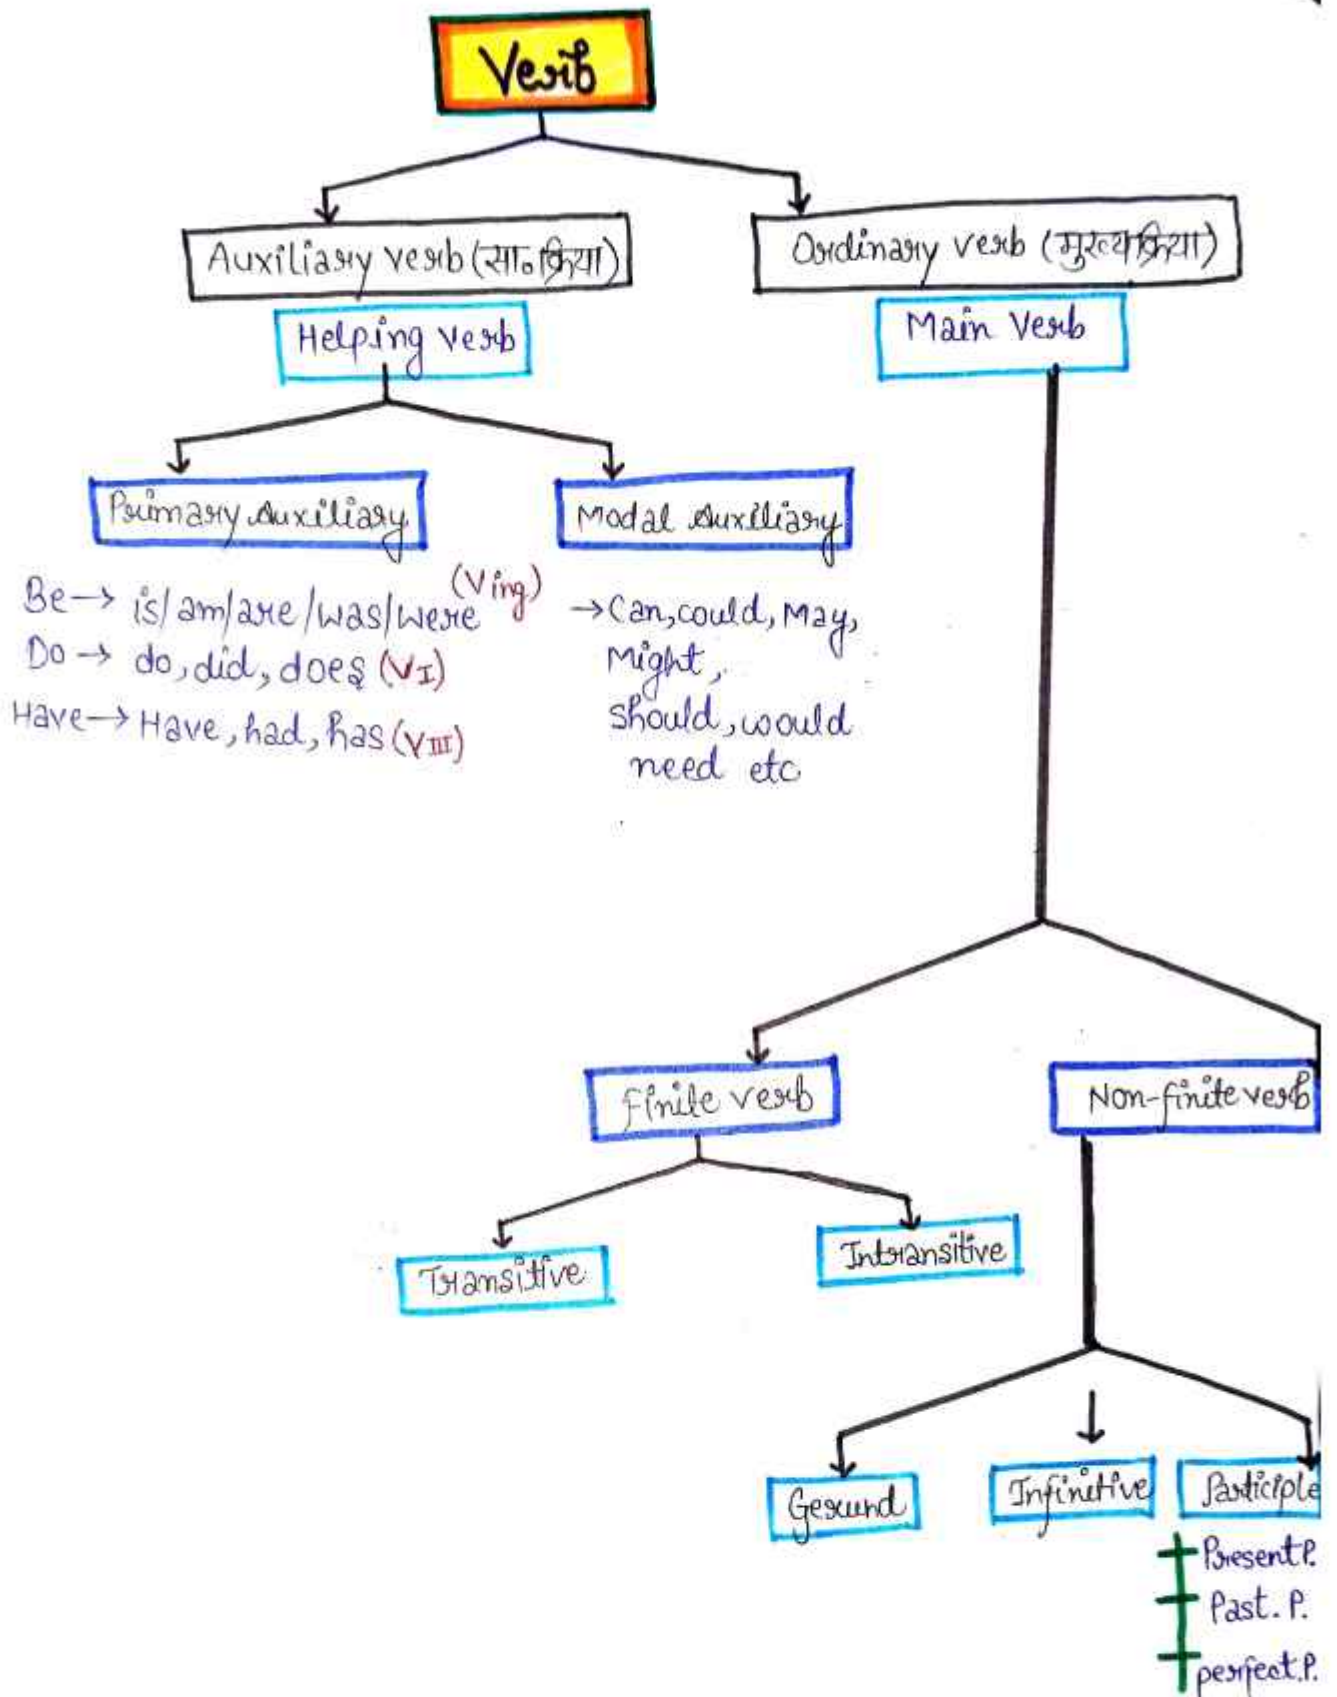 Verb
Auxiliary verb (सा॰ क्रिया)
Ordinary verb (मुख्य क्रिया)
Helping verb
Main Verb
Primary Auxiliary
Modal Auxiliary
Be → is/am/are/was/were (Ving)
Do → do, did, does (VI)
Have → Have, had, has (VIII)
→ Can, could, May,
Might,
should, would
need etc
finite verb
Non-finite verb
Transitive
Intransitive
Gerund
Infinitive
Participle
Present P.
Past. P.
perfect. P.